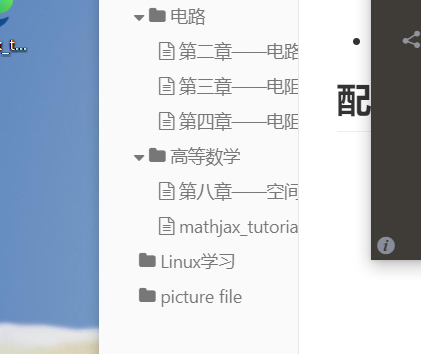 电路
x_t...
第二章——电路
第三章——电阻
第四章——电阻
配
高等数学
第八章——空间
mathjax_tutoria
Linux学习
picture file